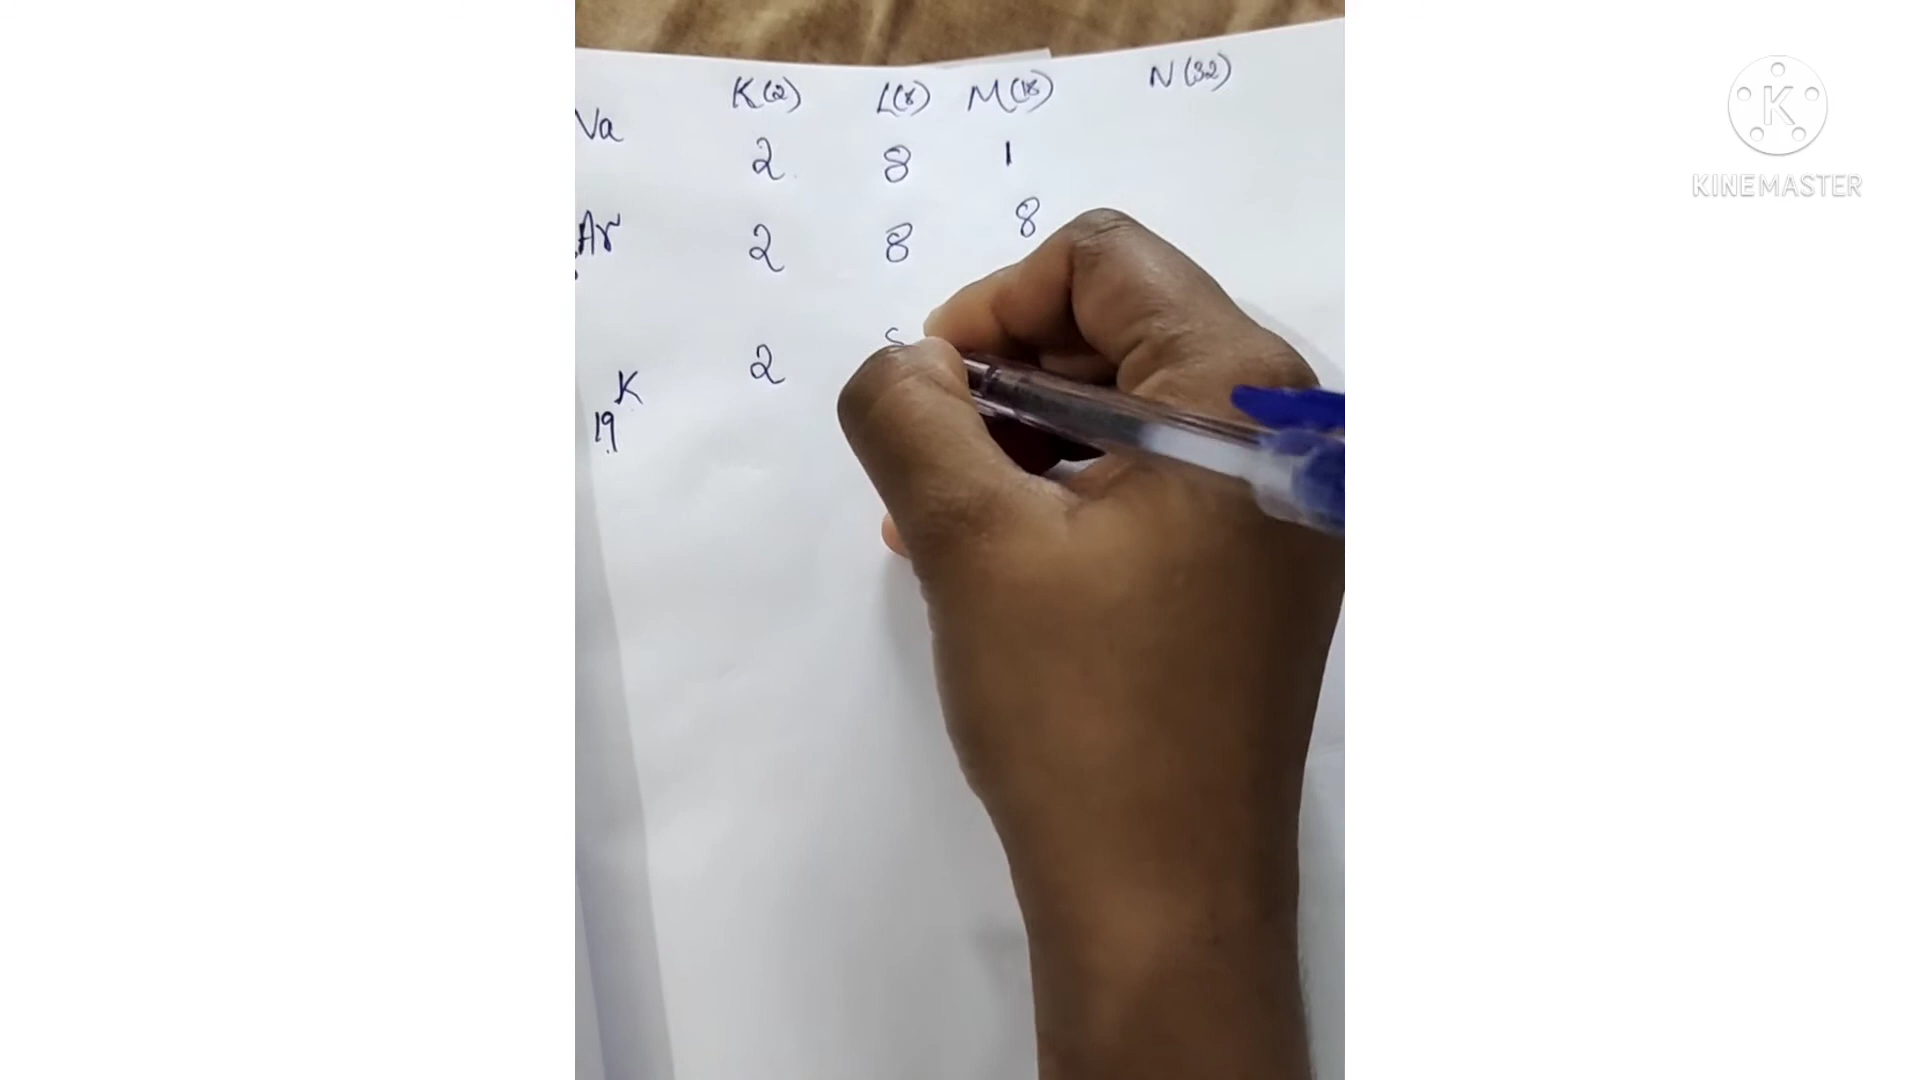 K(2) L(8) M(18) N(32)
Na
2 8 1
Ar 2 8 8
K 2
19
K
KINEMASTER